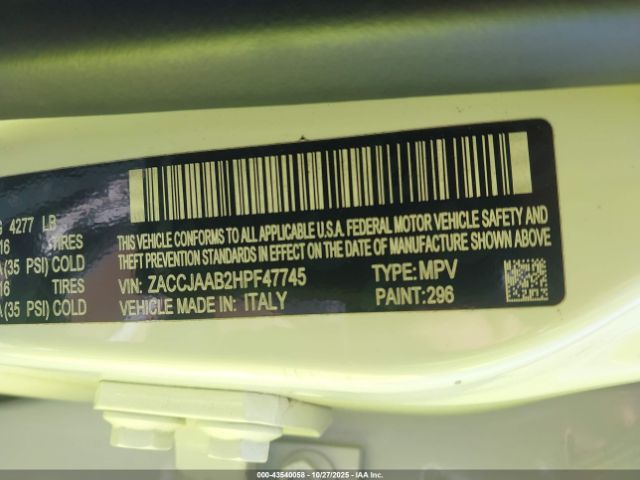 G 4277 LB
16 TIRES
A(35 PSI) COLD
16 TIRES
A(35 PSI) COLD
THIS VEHICLE CONFORMS TO ALL APPLICABLE U.S.A. FEDERAL MOTOR VEHICLE SAFETY AND
THEFT PREVENTION STANDARDS IN EFFECT ON THE DATE OF MANUFACTURE SHOWN ABOVE
VIN: ZACCJAAB2HPF47745 TYPE: MPV
VEHICLE MADE IN: ITALY PAINT: 296
000-43540058 - 10/27/2025 - IAAI, Inc.